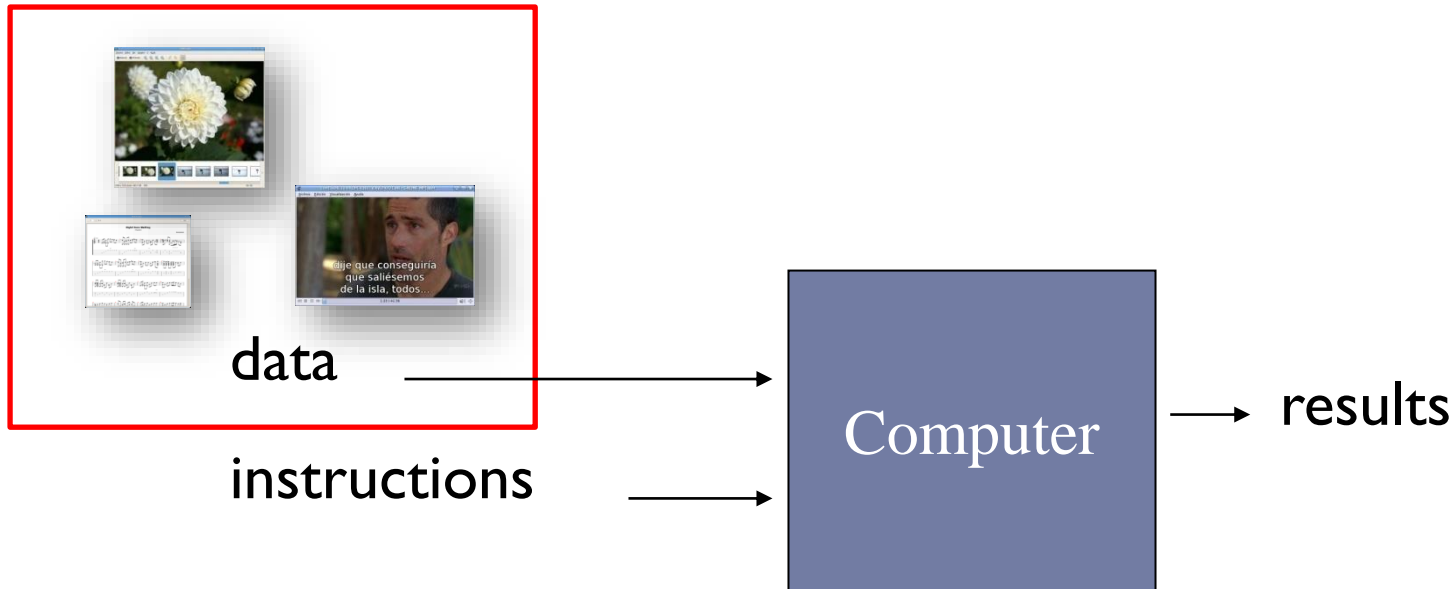 Dije que conseguiría
que saliésemos
de la isla, todos...
data
instructions
Computer
results